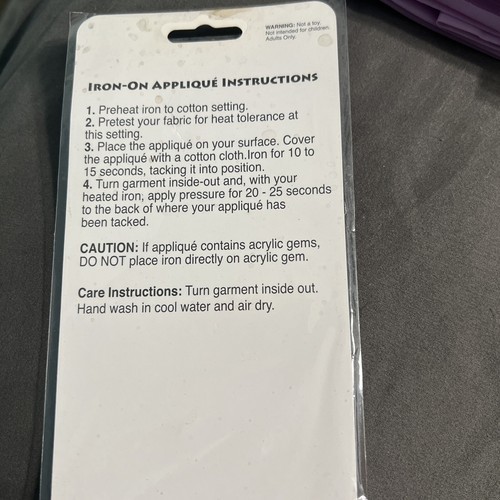 WARNING: Not a toy.
Not intended for children.
Adults Only.
IRON-ON APPLIQUÉ INSTRUCTIONS
1. Preheat iron to cotton setting.
2. Pretest your fabric for heat tolerance at
this setting.
3. Place the appliqué on your surface. Cover
the appliqué with a cotton cloth.Iron for 10 to
15 seconds, tacking it into position.
4. Turn garment inside-out and, with your
heated iron, apply pressure for 20 - 25 seconds
to the back of where your appliqué has
been tacked.
CAUTION: If appliqué contains acrylic gems,
DO NOT place iron directly on acrylic gem.
Care Instructions: Turn garment inside out.
Hand wash in cool water and air dry.